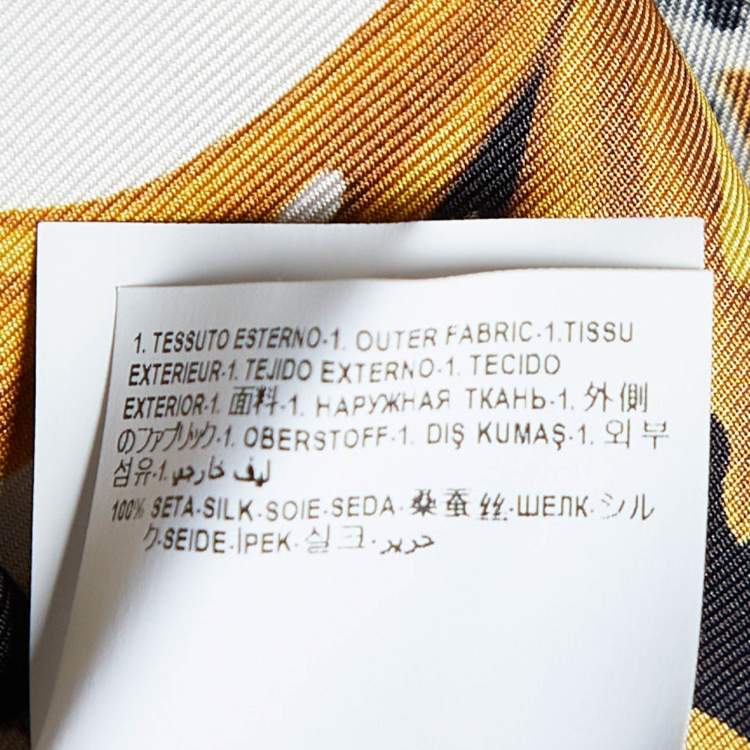 1. TESSUTO ESTERNO-1. OUTER FABRIC-1.TISSU
EXTERIEUR-1. TEJIDO EXTERNO-1. TECIDO
EXTERIOR-1. 面料-1. НАРУЖНАЯ ТКАНЬ-1. 外側
のファブリック-1. OBERSTOFF-1. DIŞ KUMAŞ-1. 외부
섬유-1. ليف خارجي
100% SETA-SILK-SOIE-SEDA-桑蚕丝-ШЕЛК-シル
ク-SEIDE-İPEK-실크-حرير